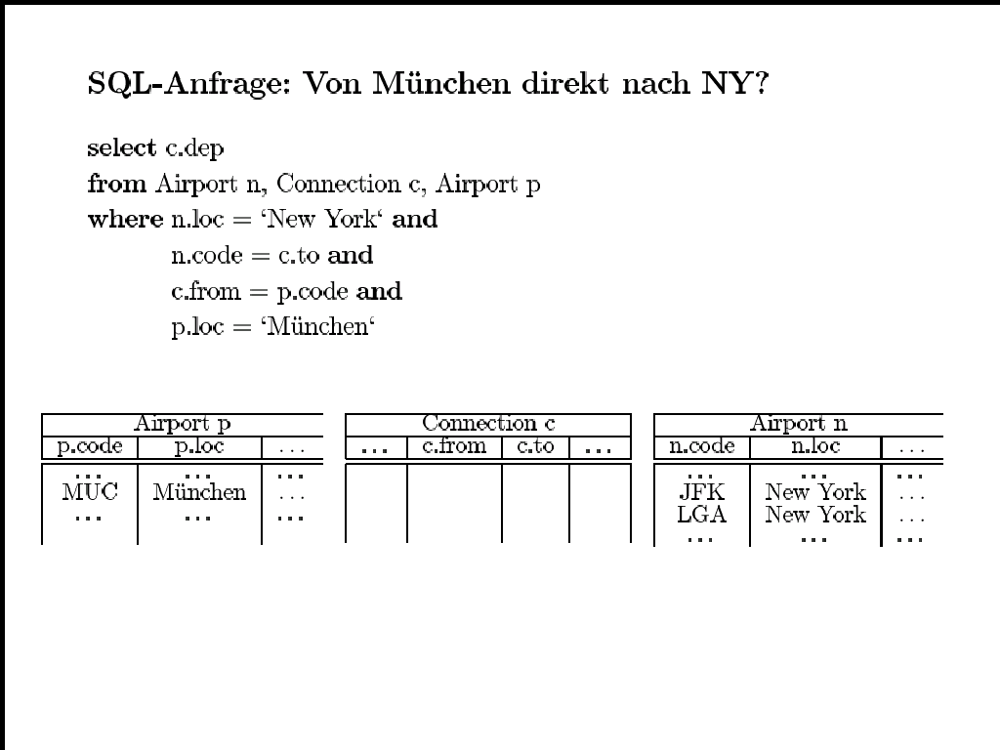 SQL-Anfrage: Von München direkt nach NY?
select c.dep
from Airport n, Connection c, Airport p
where n.loc = ‘New York‘ and
n.code = c.to and
c.from = p.code and
p.loc = ‘München‘
Airport p
p.code p.loc ...
... ... ...
MUC München ...
... ... ...
Connection c
... c.from c.to ...
Airport n
n.code n.loc ...
... ... ...
JFK New York ...
LGA New York ...
... ... ...